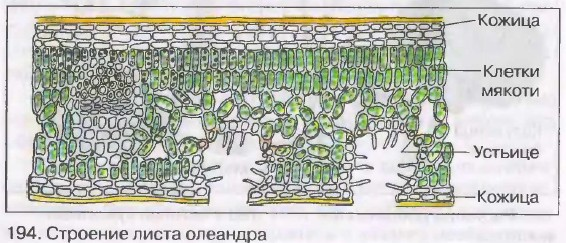 Кожица
Клетки
мякоти
Устьице
Кожица
194. Строение листа олеандра